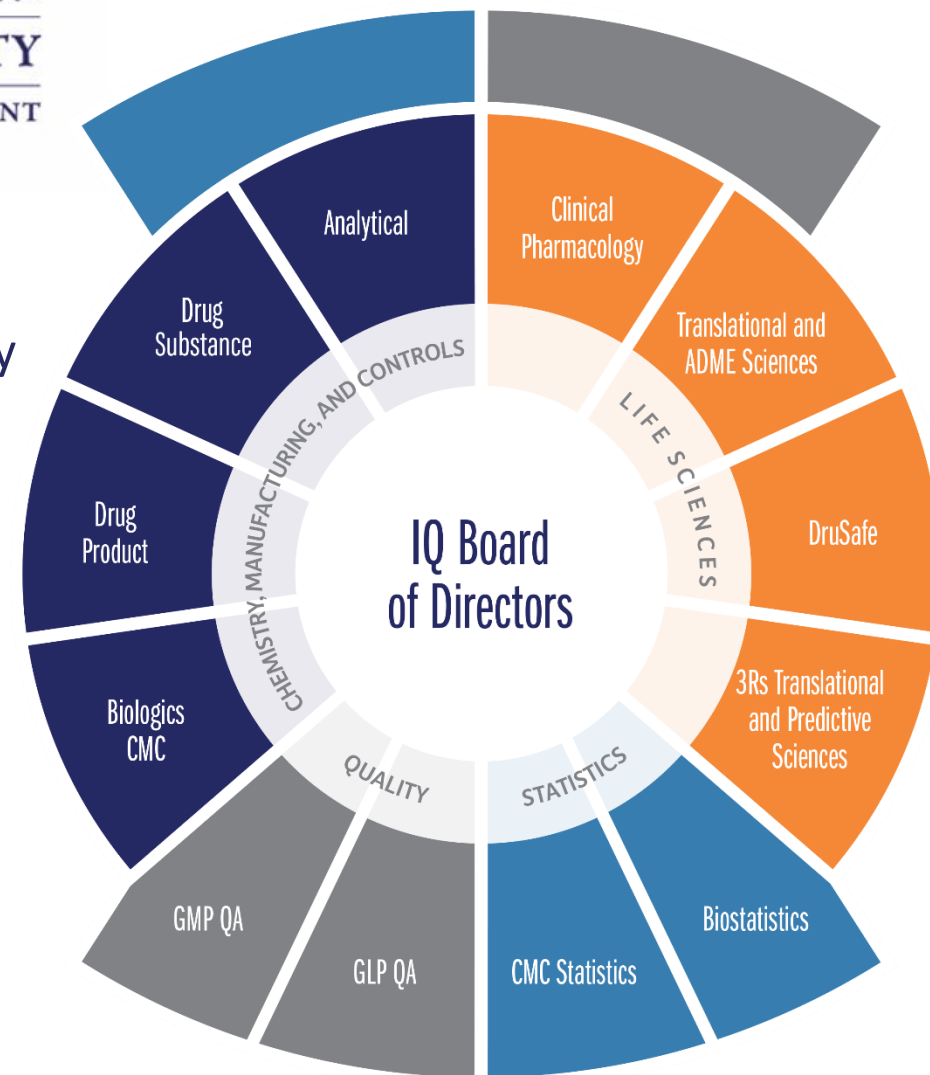 TY
NT
y
Analytical
Clinical
Pharmacology
Drug
Substance
Translational and
ADME Sciences
Drug
Product
DruSafe
Biologics
CMC
3Rs Translational
and Predictive
Sciences
CHEMISTRY, MANUFACTURING, AND CONTROLS
LIFE SCIENCES
IQ Board
of Directors
QUALITY
STATISTICS
GMP QA
GLP QA
CMC Statistics
Biostatistics